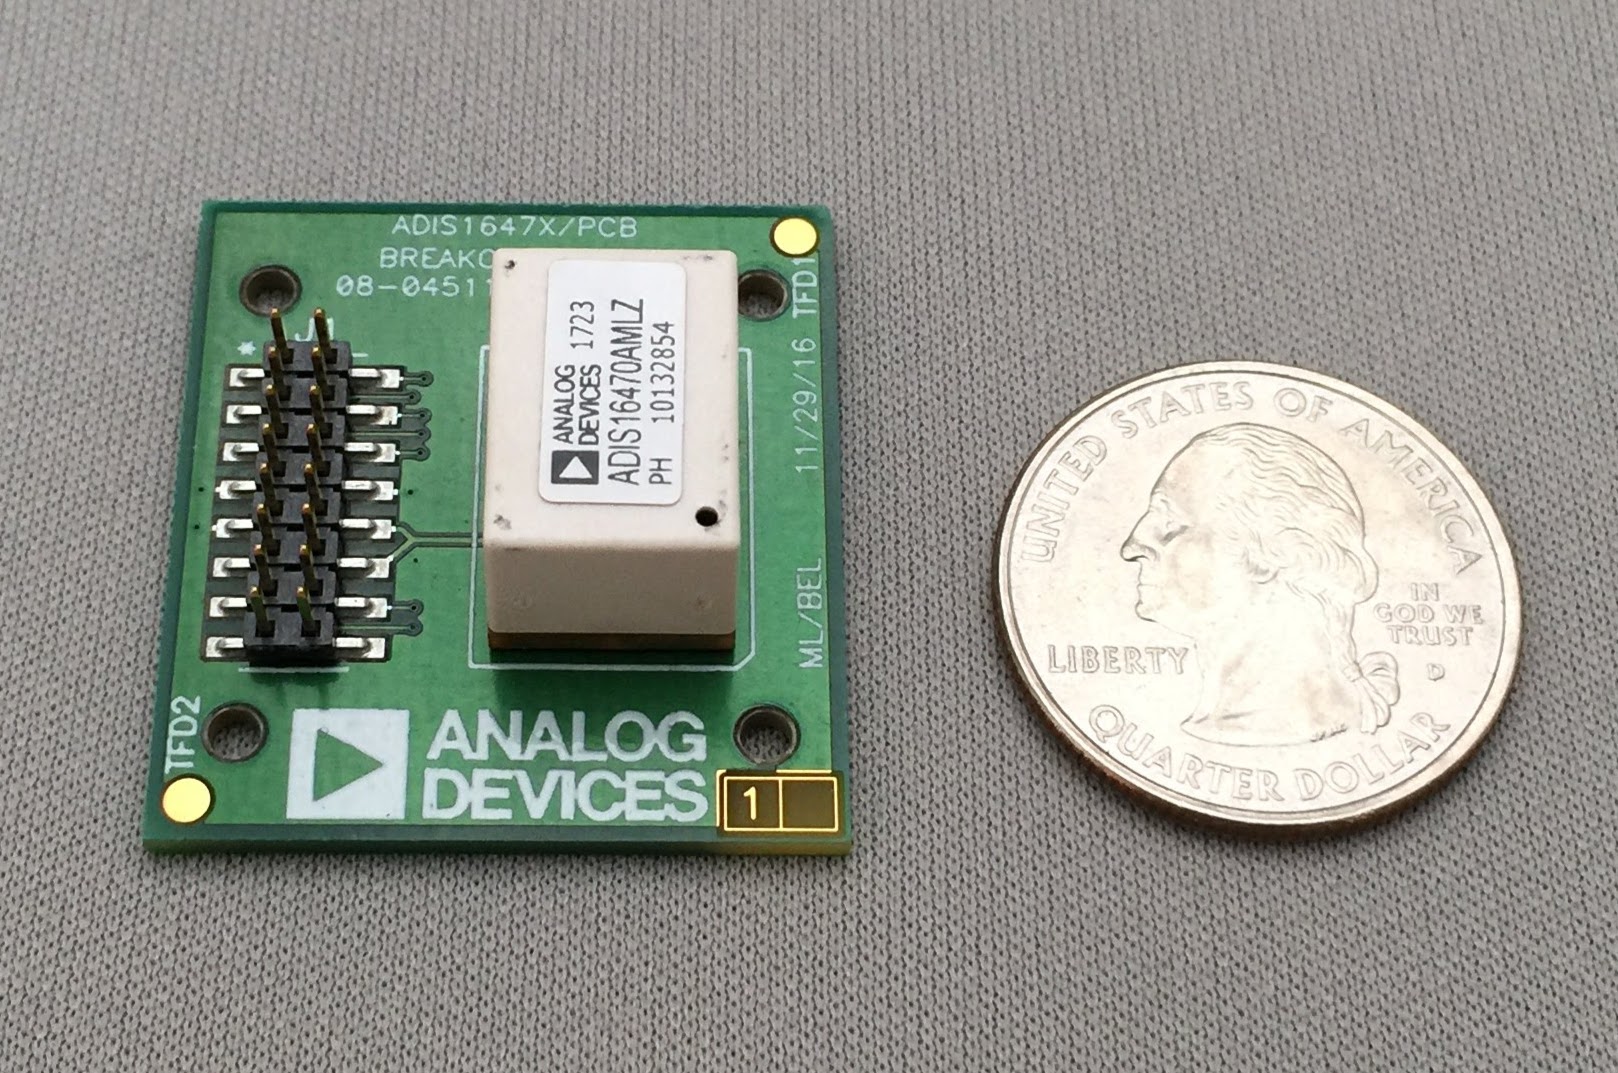 ADIS1647X/PCB
BREAKO
08-04511
TFD1
11/29/16
ML/BEL
ANALOG
DEVICES 1723
ADIS16470AMLZ
PH 10132854
TFD2
ANALOG
DEVICES
1
UNITED STATES OF AMERICA
IN
GOD WE
TRUST
D
LIBERTY
QUARTER DOLLAR